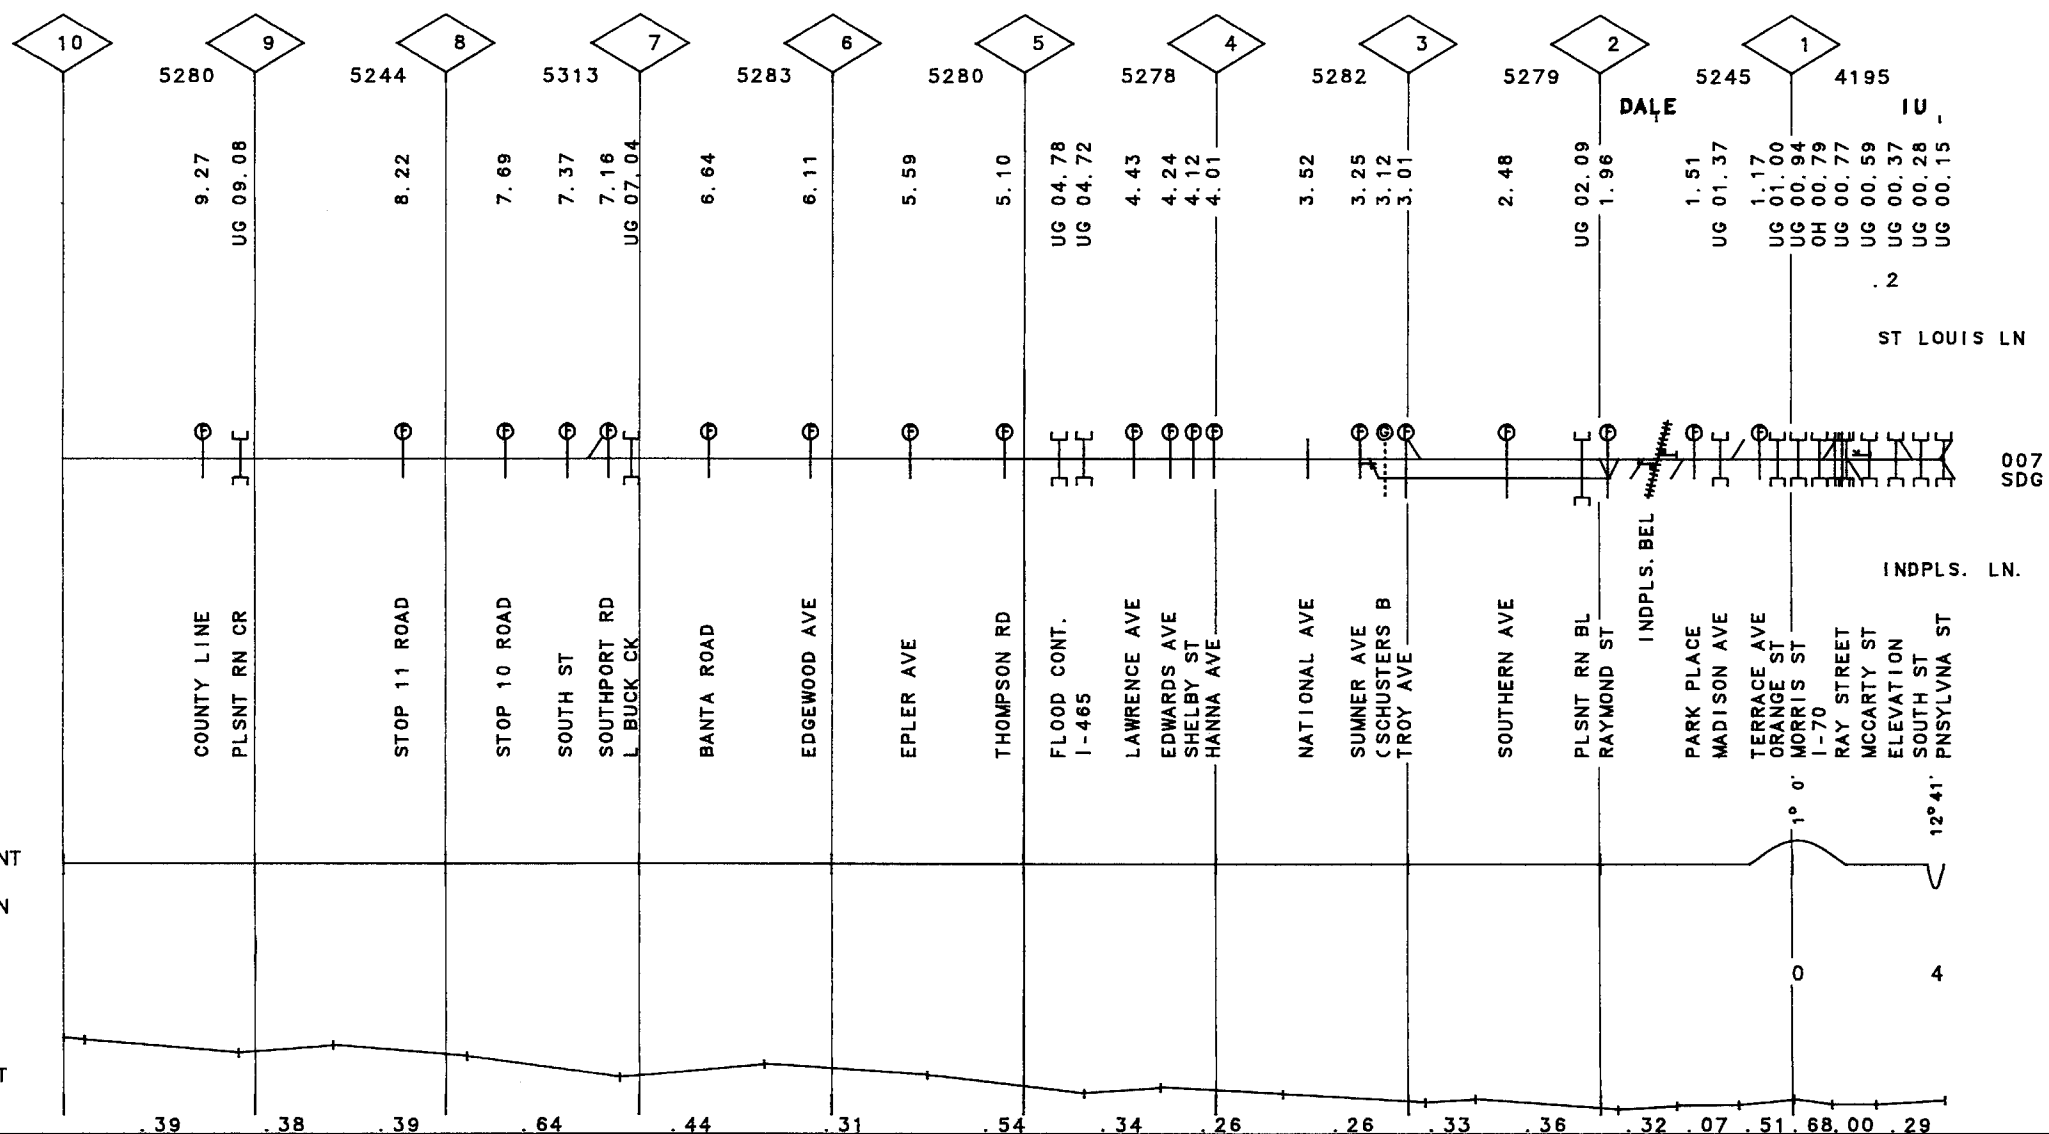 10 9 8 7 6 5 4 3 2 1
5280 5244 5313 5283 5280 5278 5282 5279 5245 4195
DALE IU
9.27
UG 09.08
8.22
7.69
7.37
7.16
UG 07.04
6.64
6.11
5.59
5.10
UG 04.78
UG 04.72
4.43
4.24
4.12
4.01
3.52
3.25
3.12
3.01
2.48
UG 02.09
1.96
1.51
UG 01.37
1.17
UG 01.00
UG 00.94
OH 00.79
UG 00.77
UG 00.59
UG 00.37
UG 00.28
UG 00.15
.2
ST LOUIS LN
F F F F F F F F F F F F F F G F F F F F
007
SDG
INDPLS. BEL
INDPLS. LN.
COUNTY LINE
PLSNT RN CR
STOP 11 ROAD
STOP 10 ROAD
SOUTH ST
SOUTHPORT RD
L BUCK CK
BANTA ROAD
EDGEWOOD AVE
EPLER AVE
THOMPSON RD
FLOOD CONT.
I-465
LAWRENCE AVE
EDWARDS AVE
SHELBY ST
HANNA AVE
NATIONAL AVE
SUMNER AVE
(SCHUSTERS B
TROY AVE
SOUTHERN AVE
PLSNT RN BL
RAYMOND ST
PARK PLACE
MADISON AVE
TERRACE AVE
ORANGE ST
MORRIS ST
I-70
RAY STREET
MCCARTY ST
ELEVATION
SOUTH ST
PNSYLVNA ST
1° 0'
12° 41'
NT
N
0 4
T
.39 .38 .39 .64 .44 .31 .54 .34 .26 .26 .33 .36 .32 .07 .51 .68 .00 .29